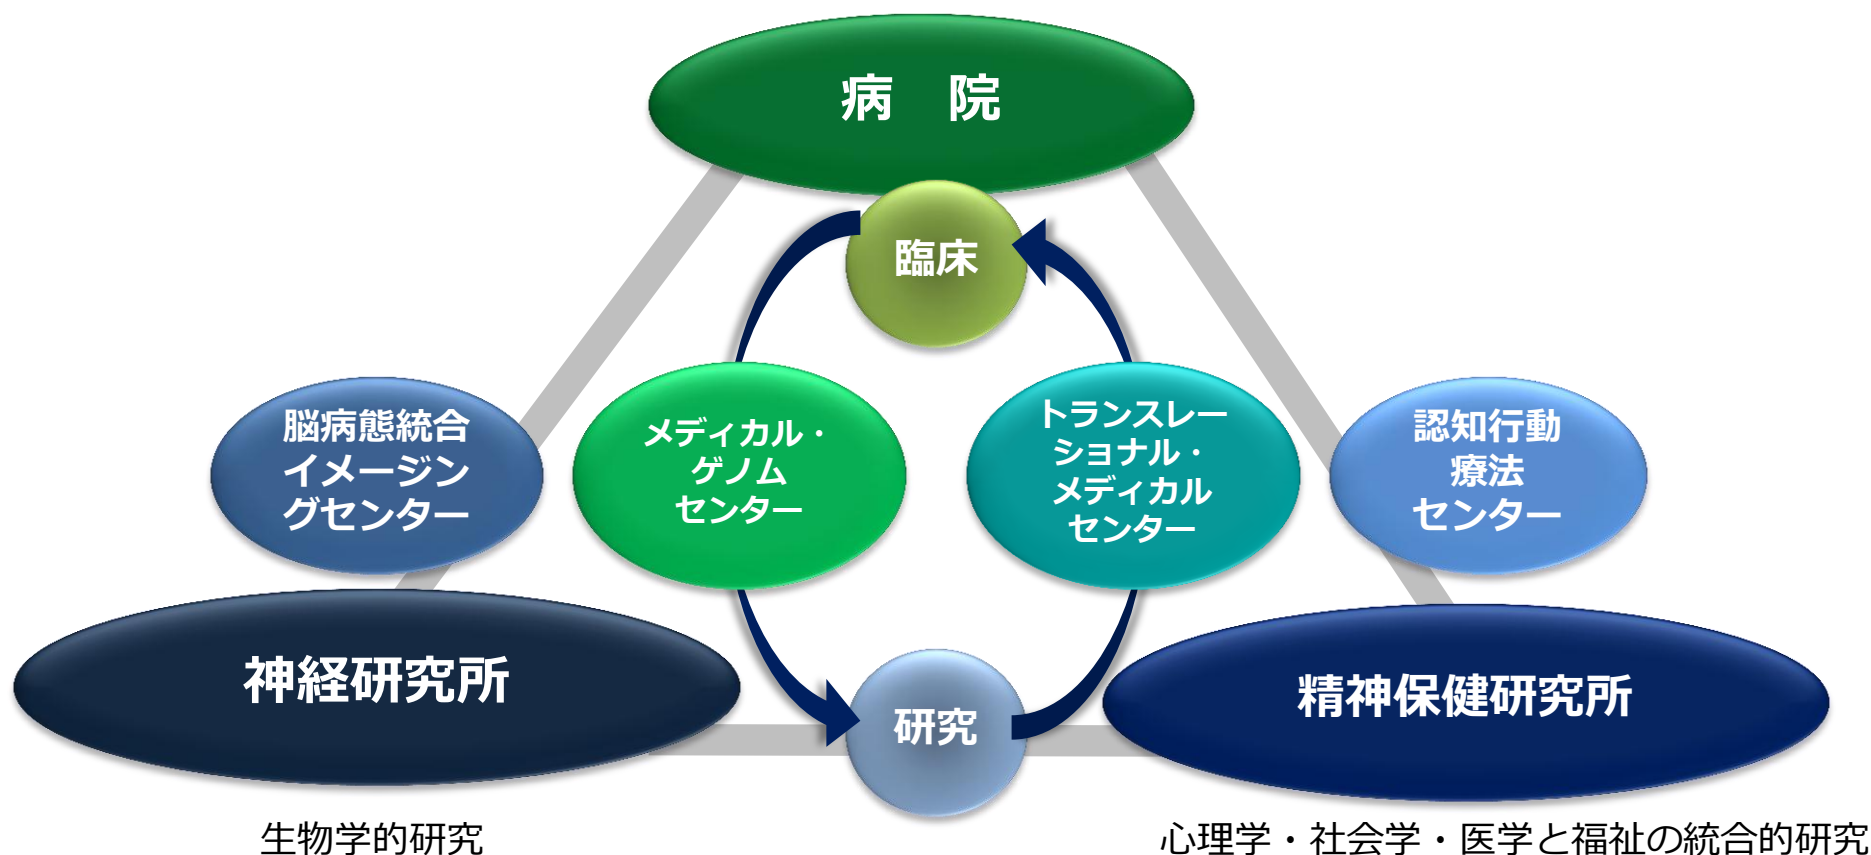 病　院
臨床
脳病態統合
イメージン
グセンター
メディカル・
ゲノム
センター
トランスレー
ショナル・
メディカル
センター
認知行動
療法
センター
神経研究所
研究
精神保健研究所
生物学的研究
心理学・社会学・医学と福祉の統合的研究